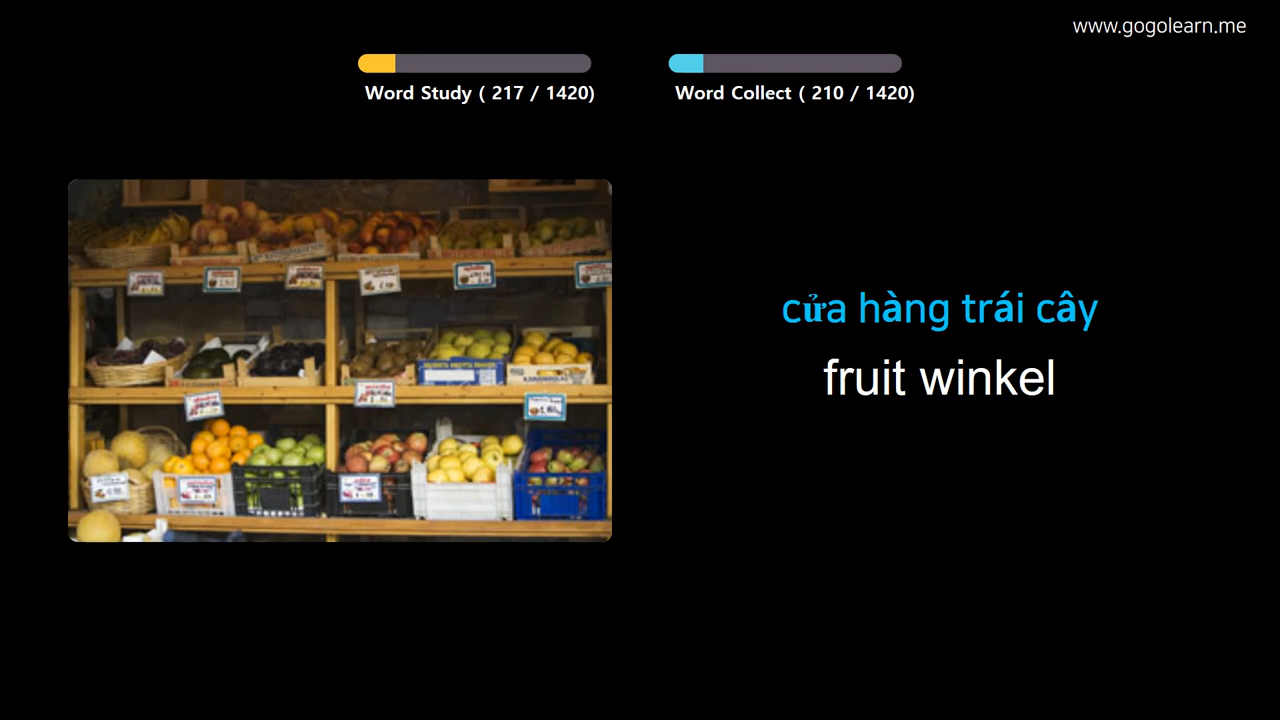 www.gogolearn.me
Word Study ( 217 / 1420)
Word Collect ( 210 / 1420)
cửa hàng trái cây
fruit winkel